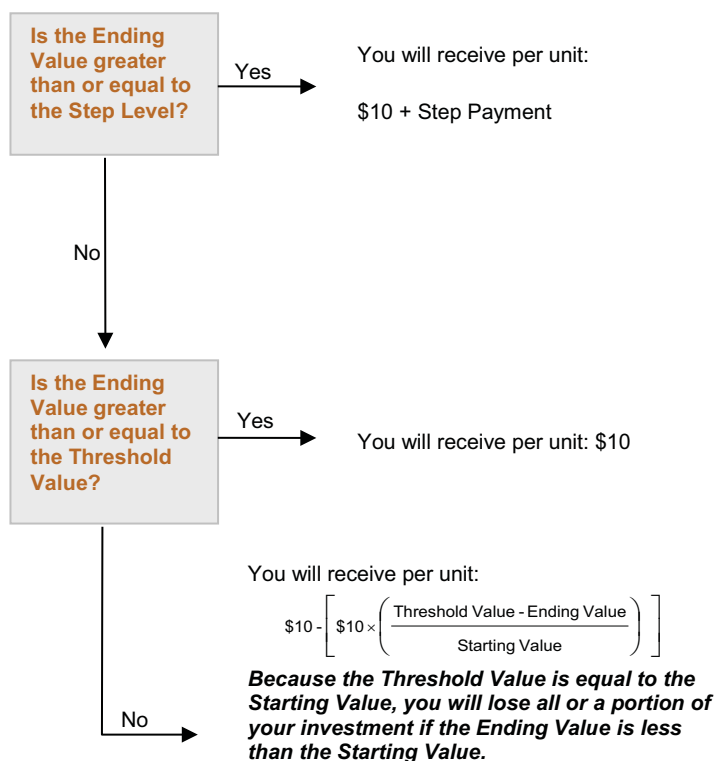 Is the Ending
Value greater
than or equal to
the Step Level?
Yes
You will receive per unit:
$10 + Step Payment
No
Is the Ending
Value greater
than or equal to
the Threshold
Value?
Yes
You will receive per unit: $10
You will receive per unit:
$10 - [ $10 × ( Threshold Value - Ending Value
Starting Value ) ]
Because the Threshold Value is equal to the
Starting Value, you will lose all or a portion of
your investment if the Ending Value is less
than the Starting Value.
No